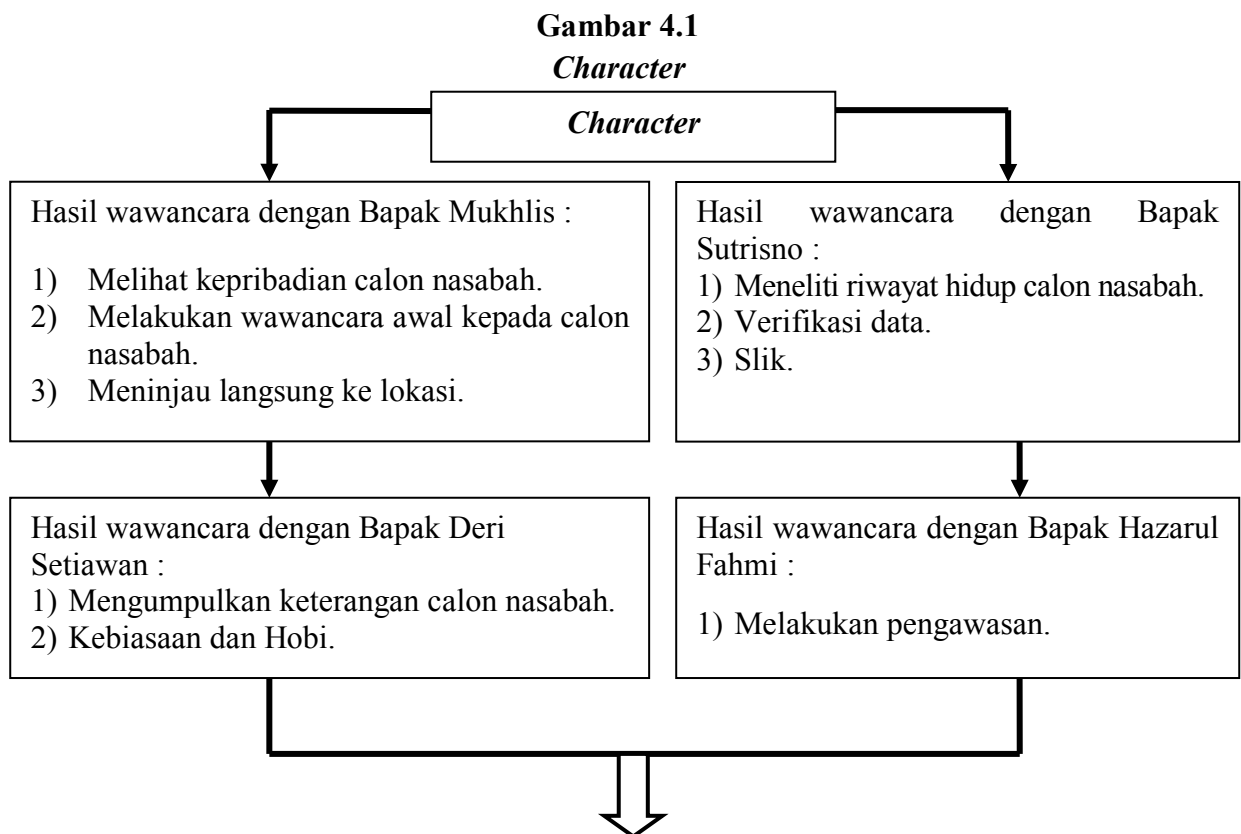 Gambar 4.1
Character
Character
Hasil wawancara dengan Bapak Mukhlis :
1) Melihat kepribadian calon nasabah.
2) Melakukan wawancara awal kepada calon
nasabah.
3) Meninjau langsung ke lokasi.
Hasil wawancara dengan Bapak
Sutrisno :
1) Meneliti riwayat hidup calon nasabah.
2) Verifikasi data.
3) Slik.
Hasil wawancara dengan Bapak Deri
Setiawan :
1) Mengumpulkan keterangan calon nasabah.
2) Kebiasaan dan Hobi.
Hasil wawancara dengan Bapak Hazarul
Fahmi :
1) Melakukan pengawasan.